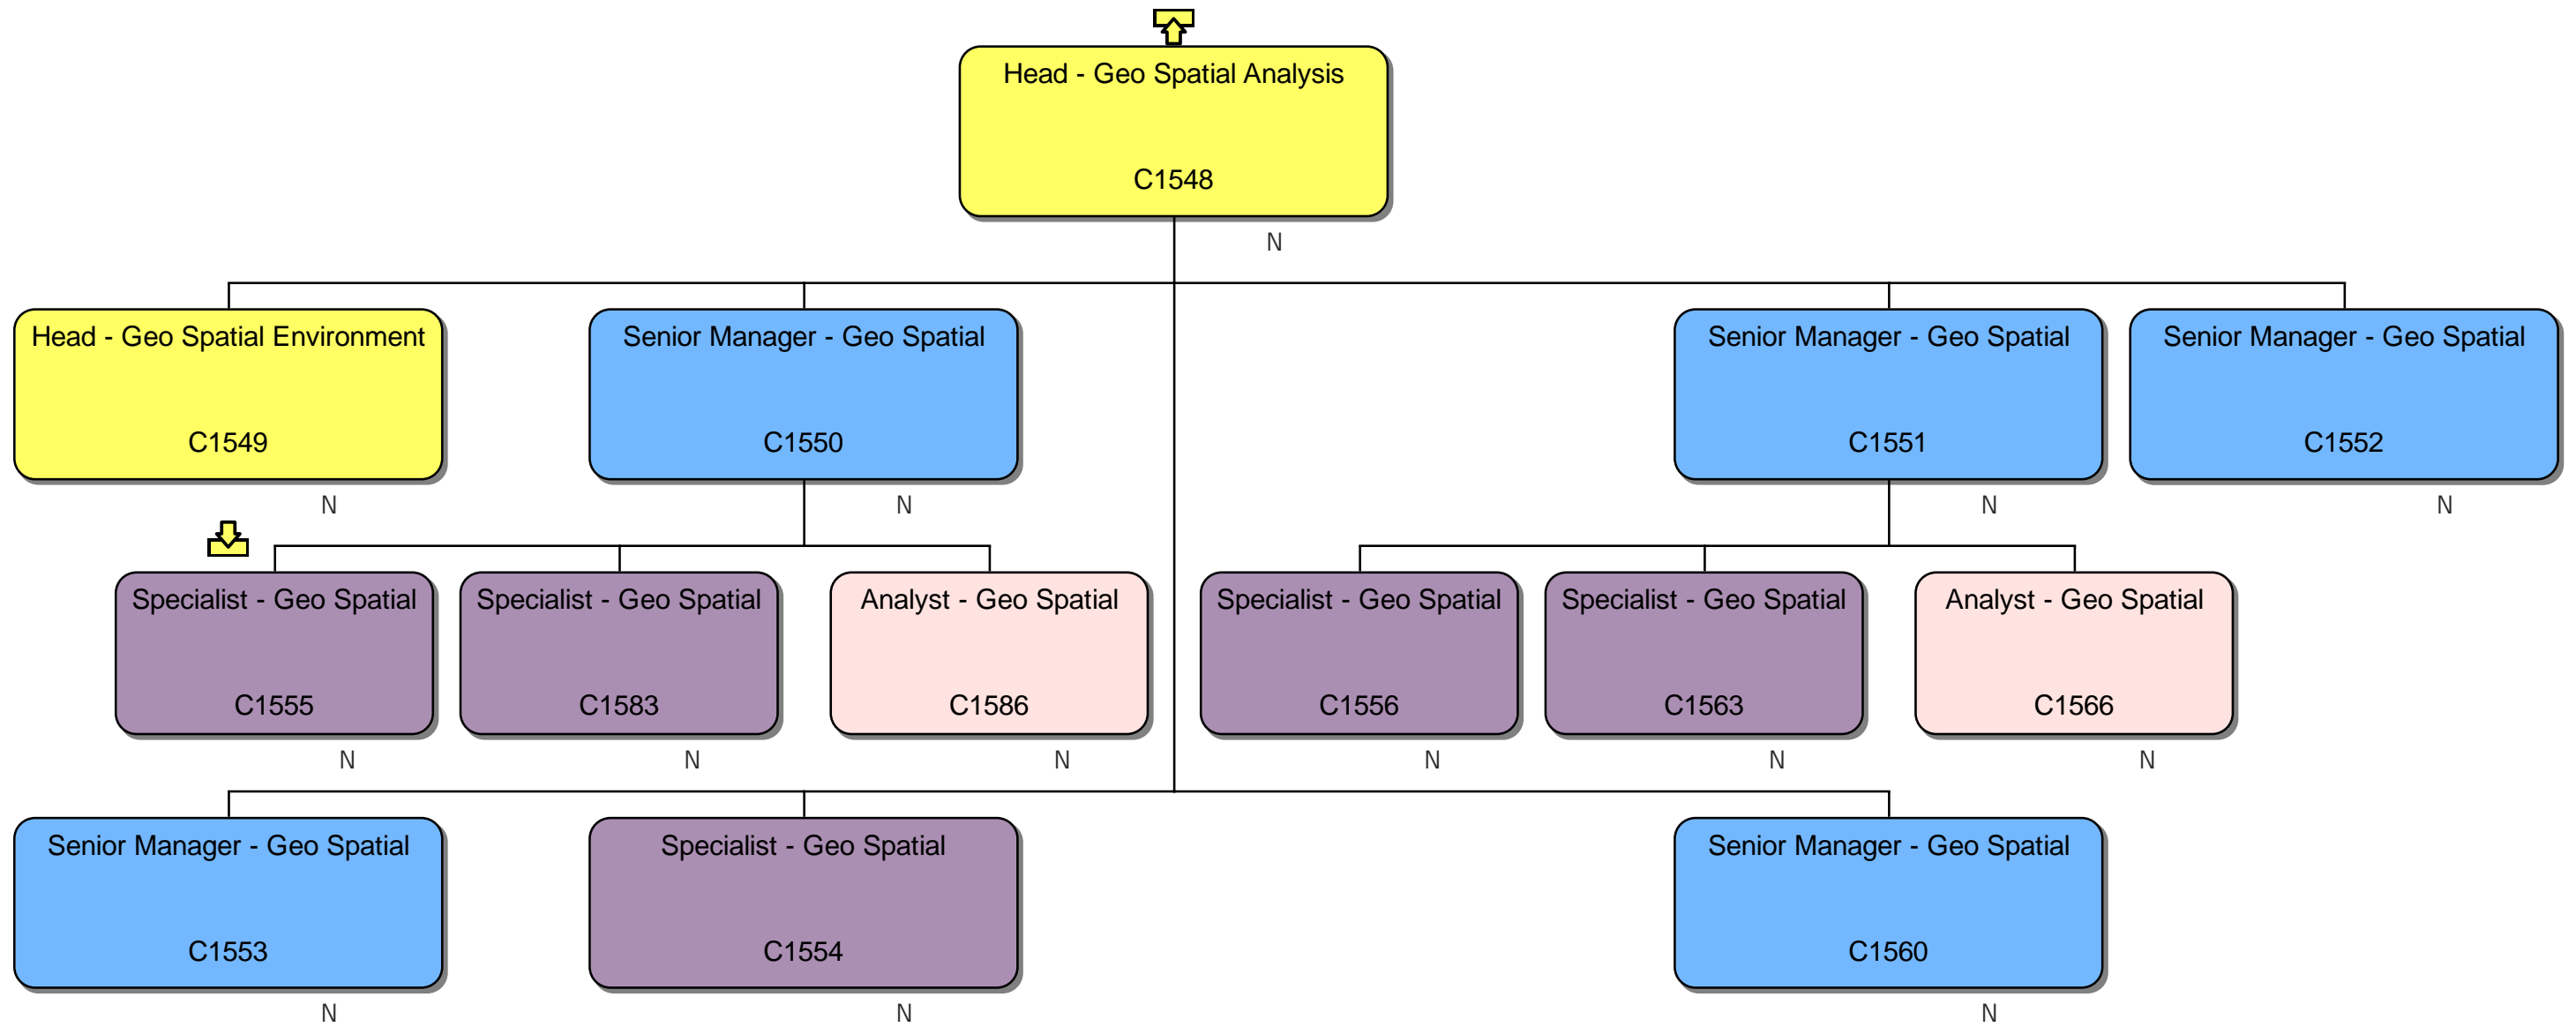 Head - Geo Spatial Analysis
C1548
N
Head - Geo Spatial Environment
C1549
N
Senior Manager - Geo Spatial
C1550
N
Senior Manager - Geo Spatial
C1551
N
Senior Manager - Geo Spatial
C1552
N
Specialist - Geo Spatial
C1555
N
Specialist - Geo Spatial
C1583
N
Analyst - Geo Spatial
C1586
N
Specialist - Geo Spatial
C1556
N
Specialist - Geo Spatial
C1563
N
Analyst - Geo Spatial
C1566
N
Senior Manager - Geo Spatial
C1553
N
Specialist - Geo Spatial
C1554
N
Senior Manager - Geo Spatial
C1560
N